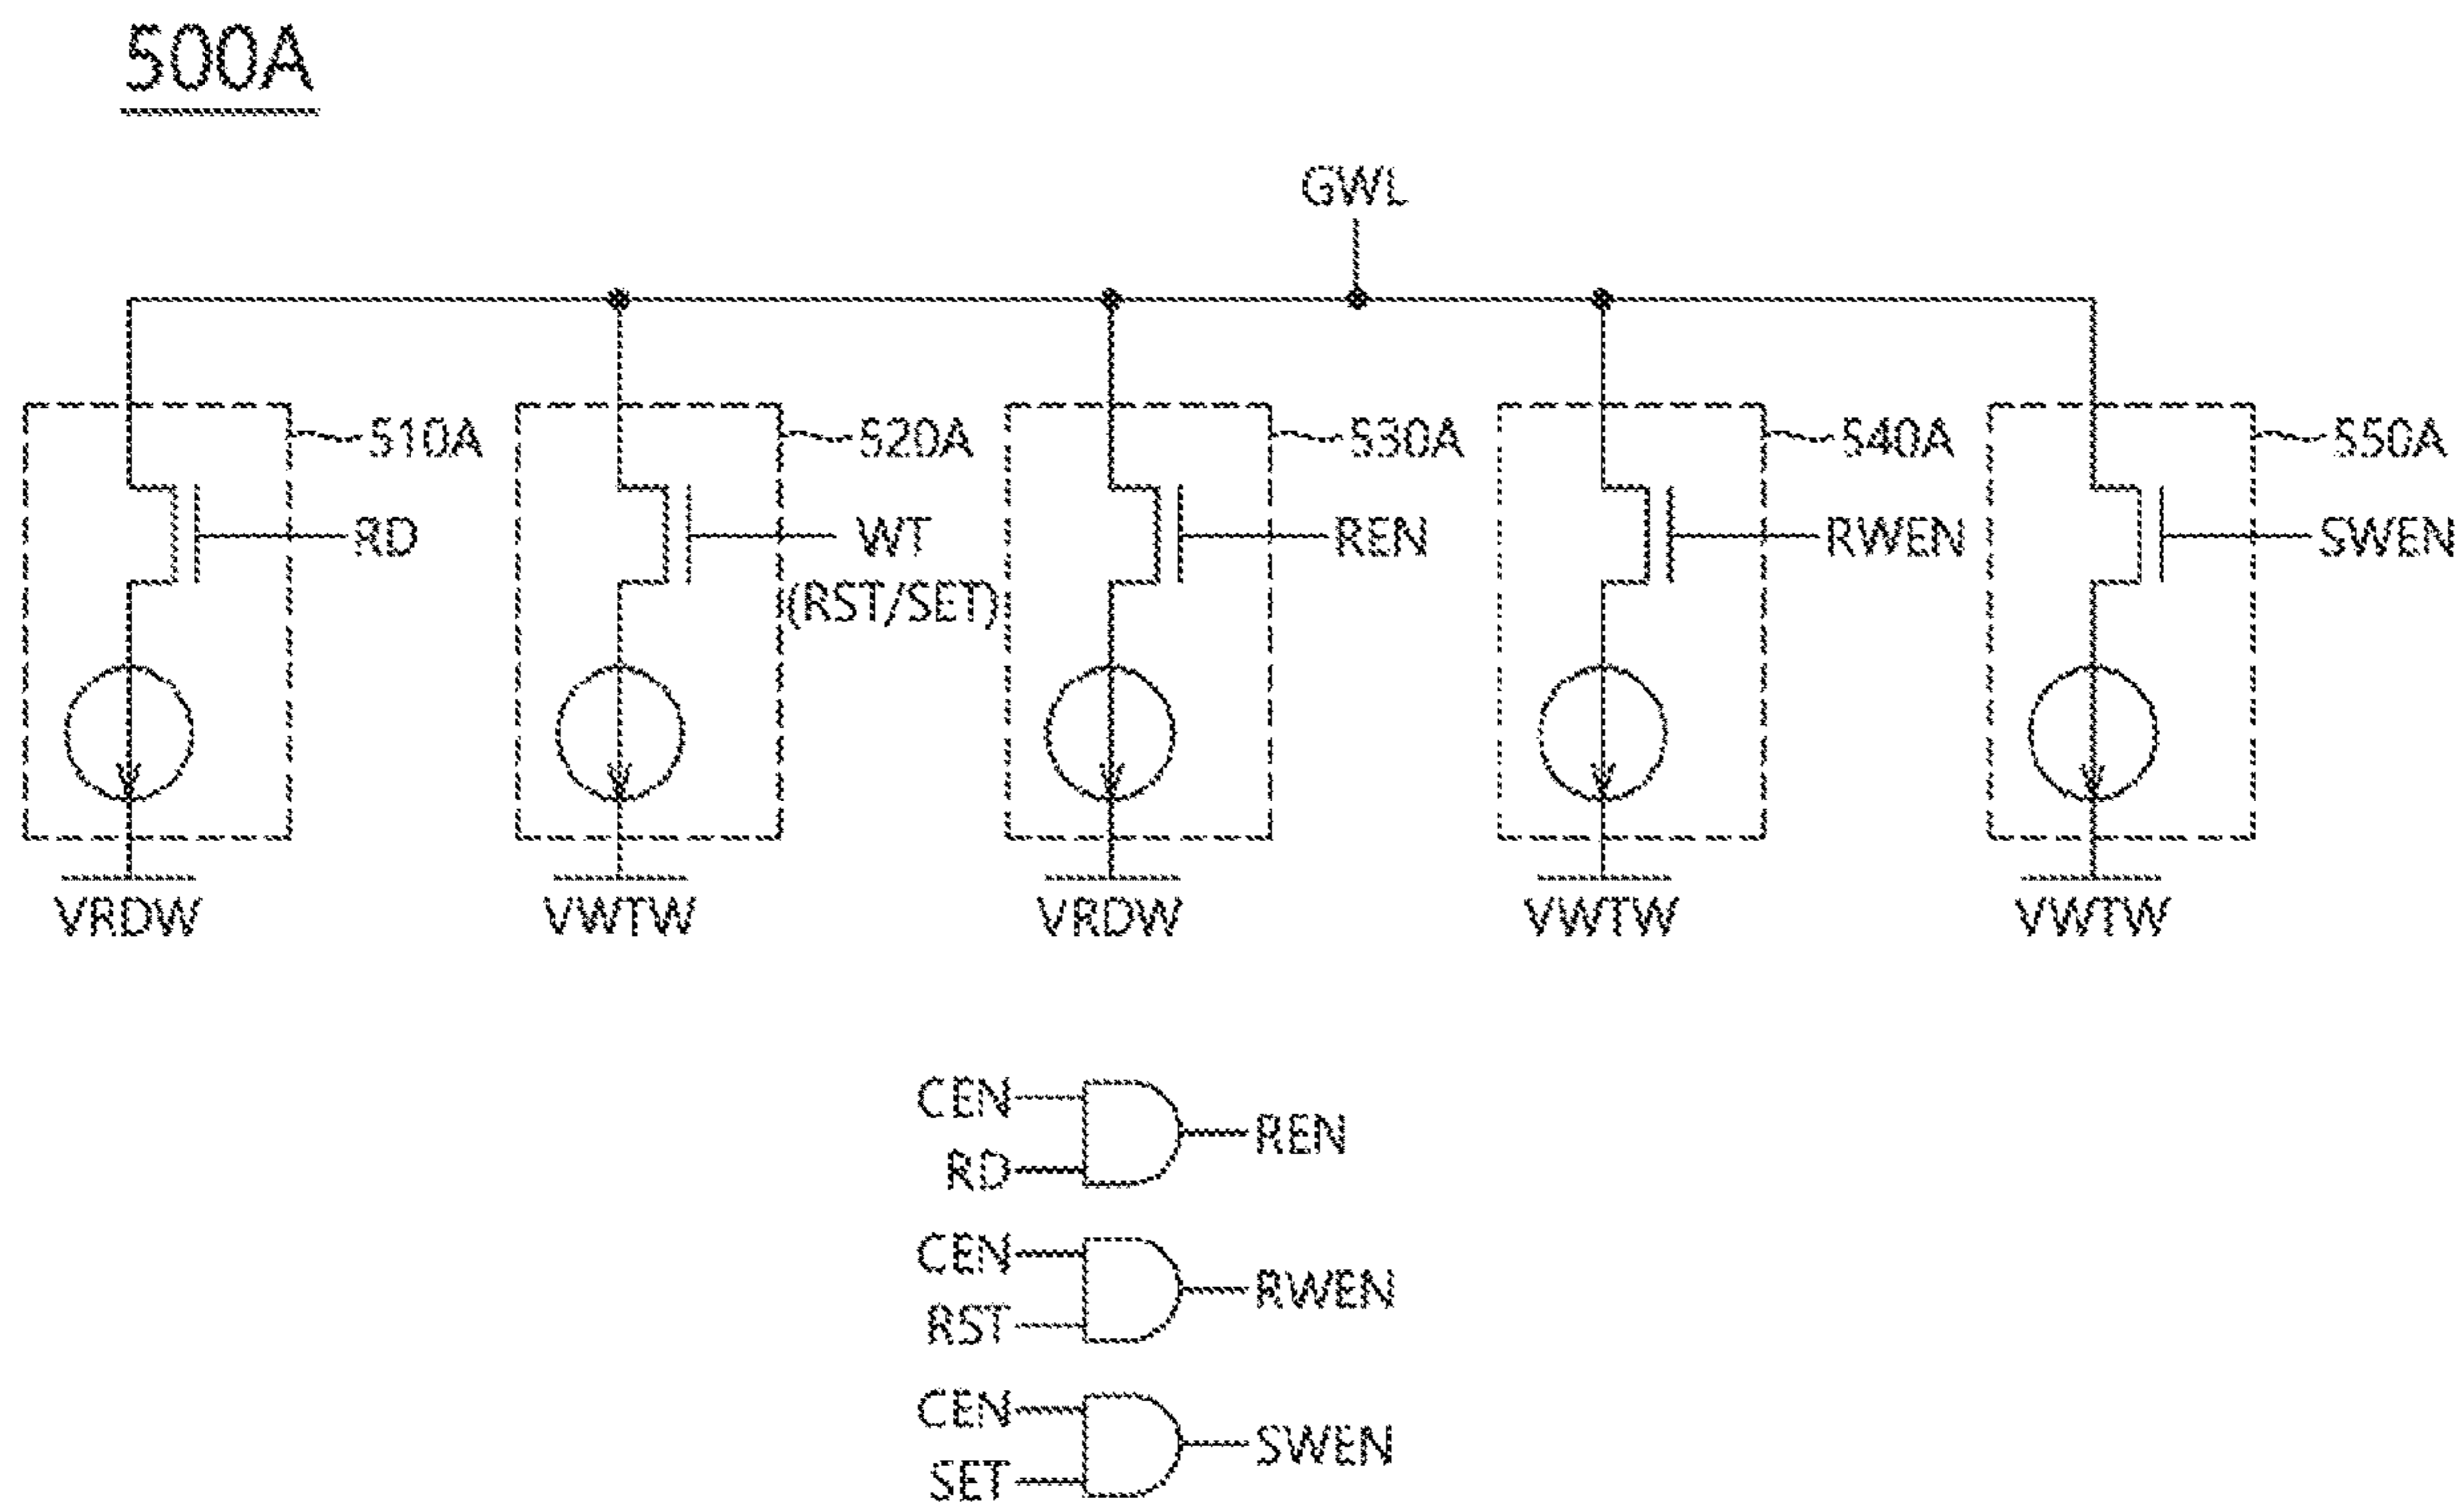 500A
GWL
510A
520A
530A
540A
550A
RD
WT
(RST/SET)
REN
RWEN
SWEN
VRDW
VWTW
VRDW
VWTW
VWTW
CEN
RD
REN
CEN
RST
RWEN
CEN
SET
SWEN